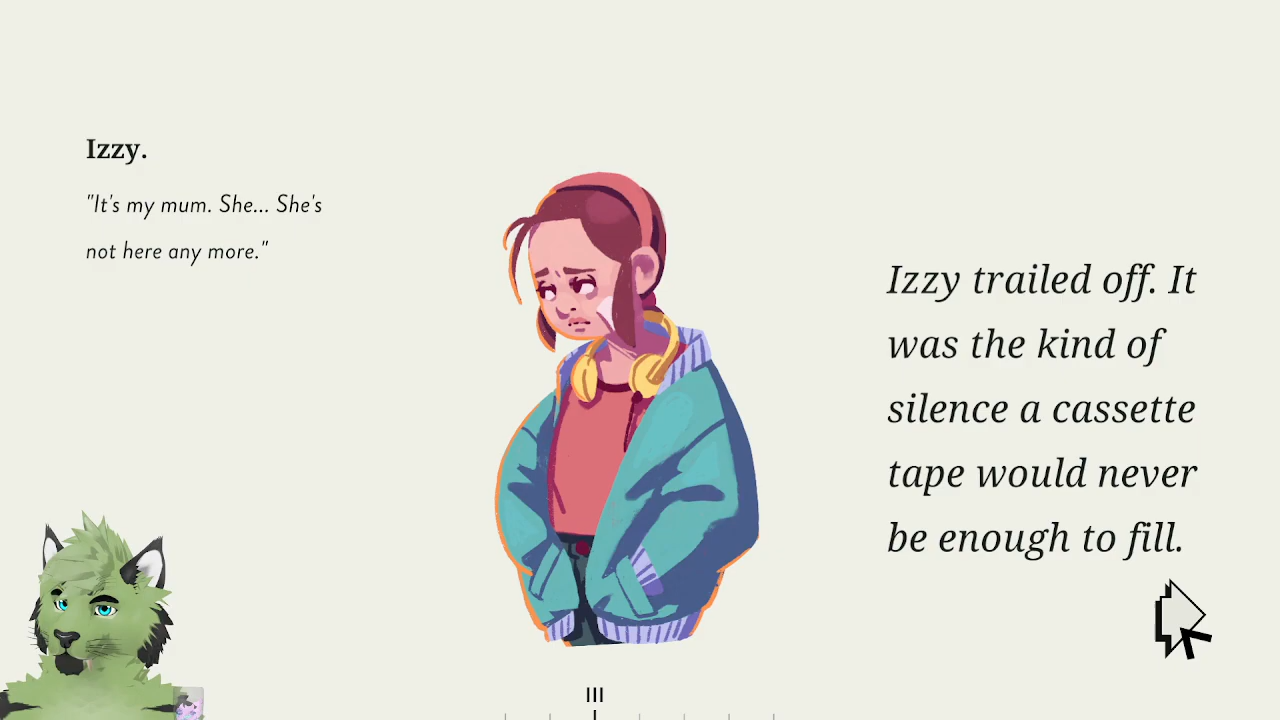 Izzy.
"It's my mum. She... She's
not here any more."
Izzy trailed off. It
was the kind of
silence a cassette
tape would never
be enough to fill.
III